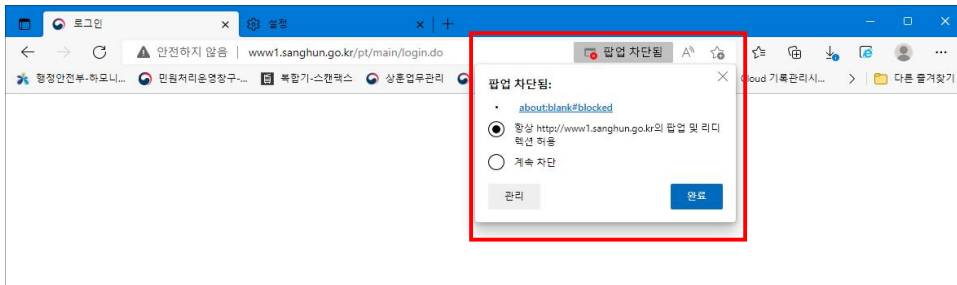 로그인
설정
안전하지 않음
www1.sanghun.go.kr/pt/main/login.do
팝업 차단됨
행정안전부-하모니...
민원처리운영창구-...
복합기-스캔팩스
상훈업무관리
Cloud 기록관리시...
다른 즐겨찾기
팝업 차단됨:
about:blank#blocked
항상 http://www1.sanghun.go.kr의 팝업 및 리디
렉션 허용
계속 차단
관리
완료